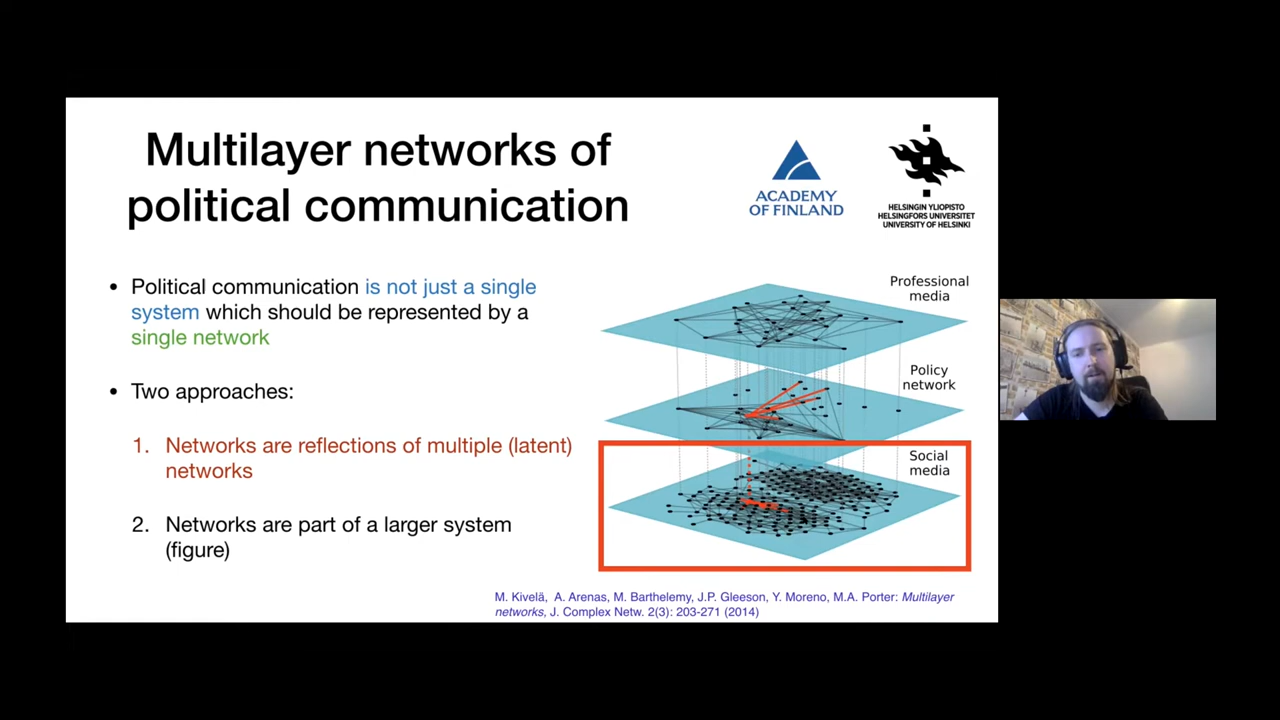 Multilayer networks of
political communication
ACADEMY
OF FINLAND
HELSINGIN YLIOPISTO
HELSINGFORS UNIVERSITET
UNIVERSITY OF HELSINKI
• Political communication is not just a single
system which should be represented by a
single network
• Two approaches:
1. Networks are reflections of multiple (latent)
networks
2. Networks are part of a larger system
(figure)
Professional
media
Policy
network
Social
media
M. Kivelä, A. Arenas, M. Barthelemy, J.P. Gleeson, Y. Moreno, M.A. Porter: Multilayer
networks, J. Complex Netw. 2(3): 203-271 (2014)